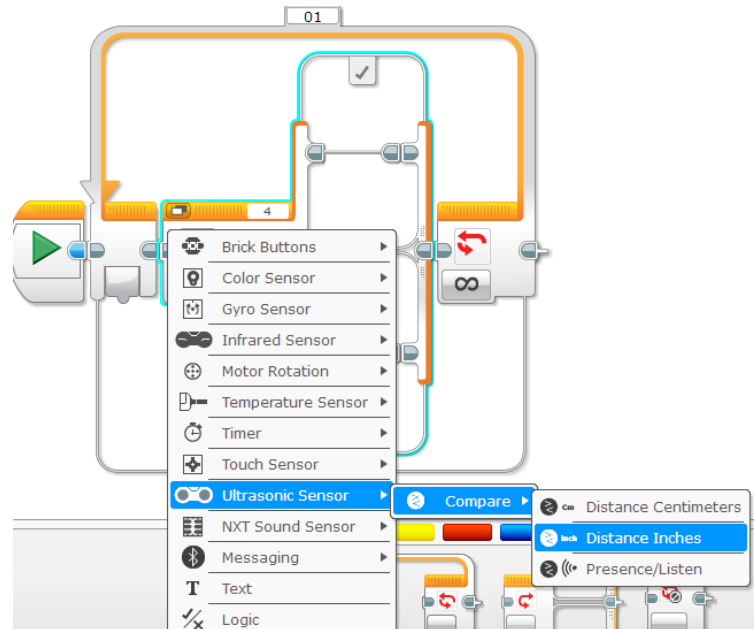 01
4
Brick Buttons
Color Sensor
Gyro Sensor
Infrared Sensor
Motor Rotation
Temperature Sensor
Timer
Touch Sensor
Ultrasonic Sensor
Compare
Cm Distance Centimeters
Inch Distance Inches
Presence/Listen
NXT Sound Sensor
Messaging
T Text
Logic